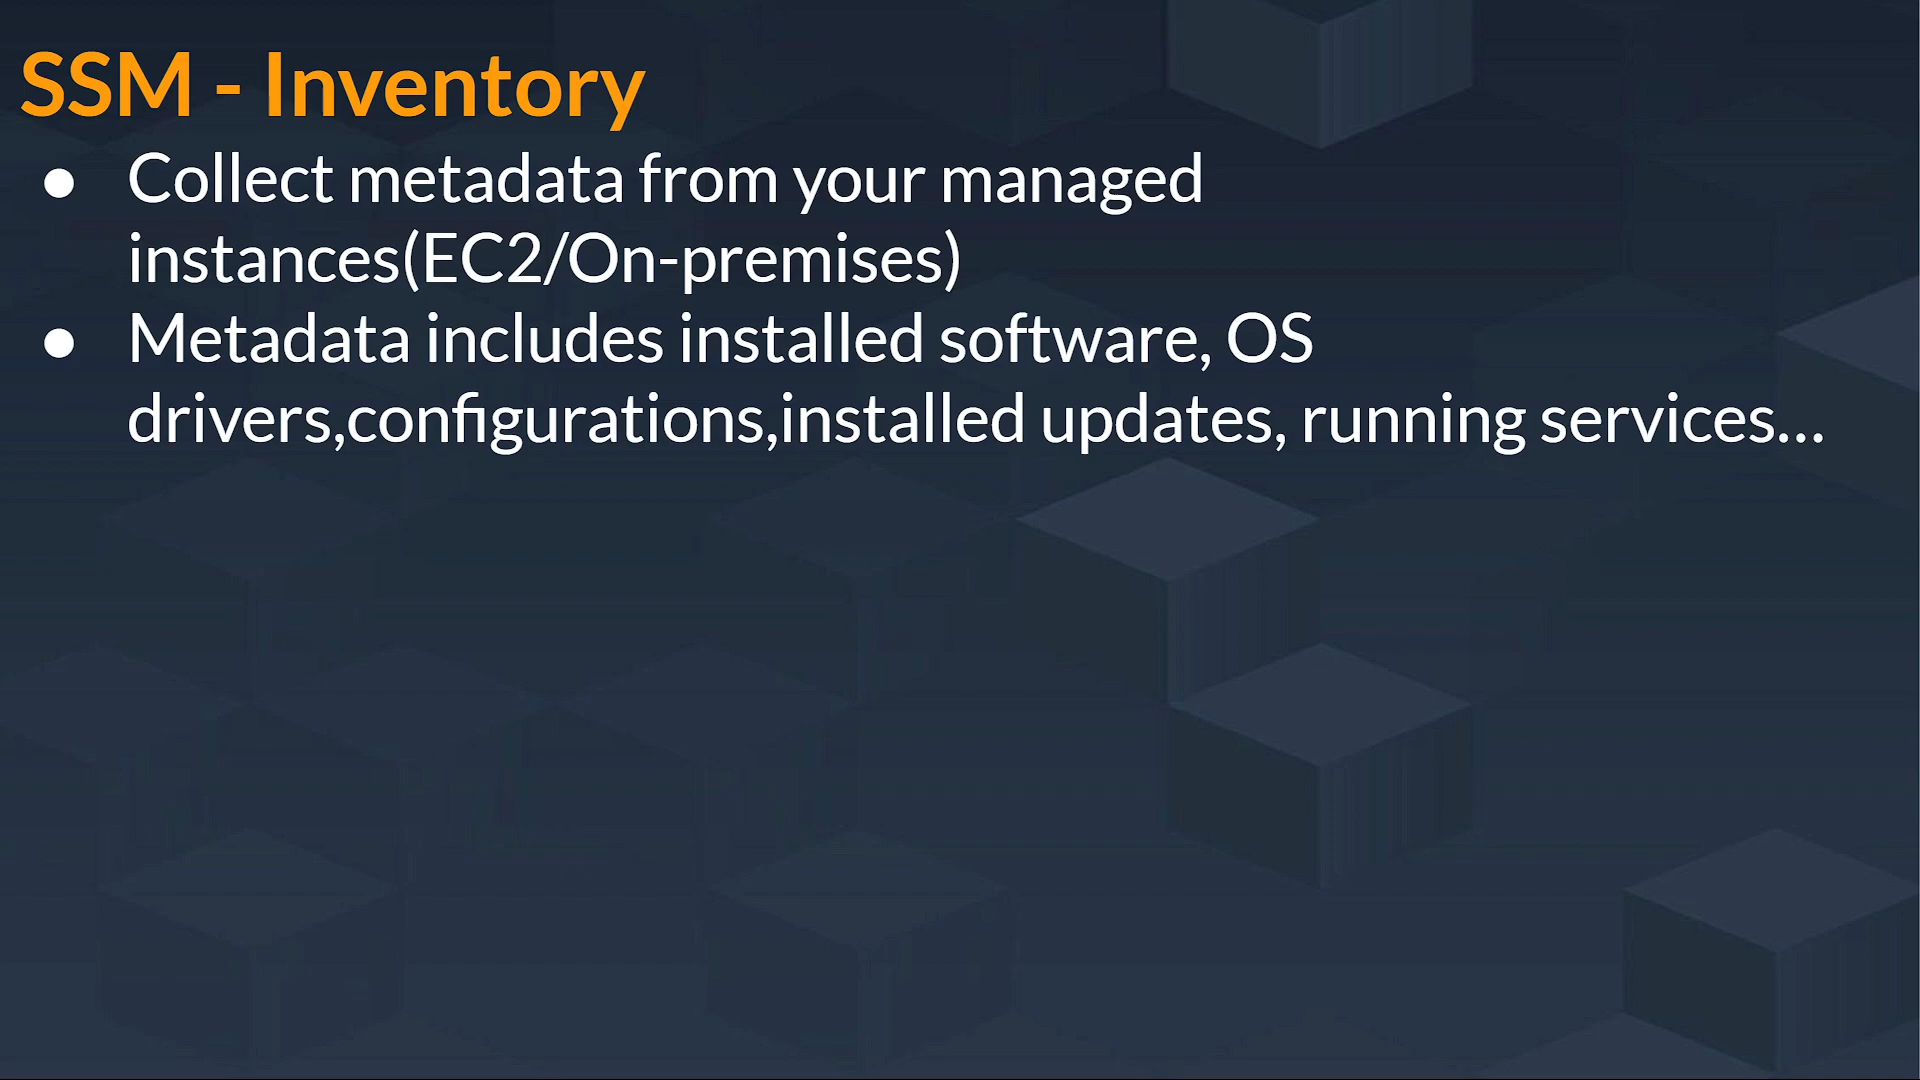 SSM - Inventory
● Collect metadata from your managed
instances(EC2/On-premises)
● Metadata includes installed software, OS
drivers,configurations,installed updates, running services...